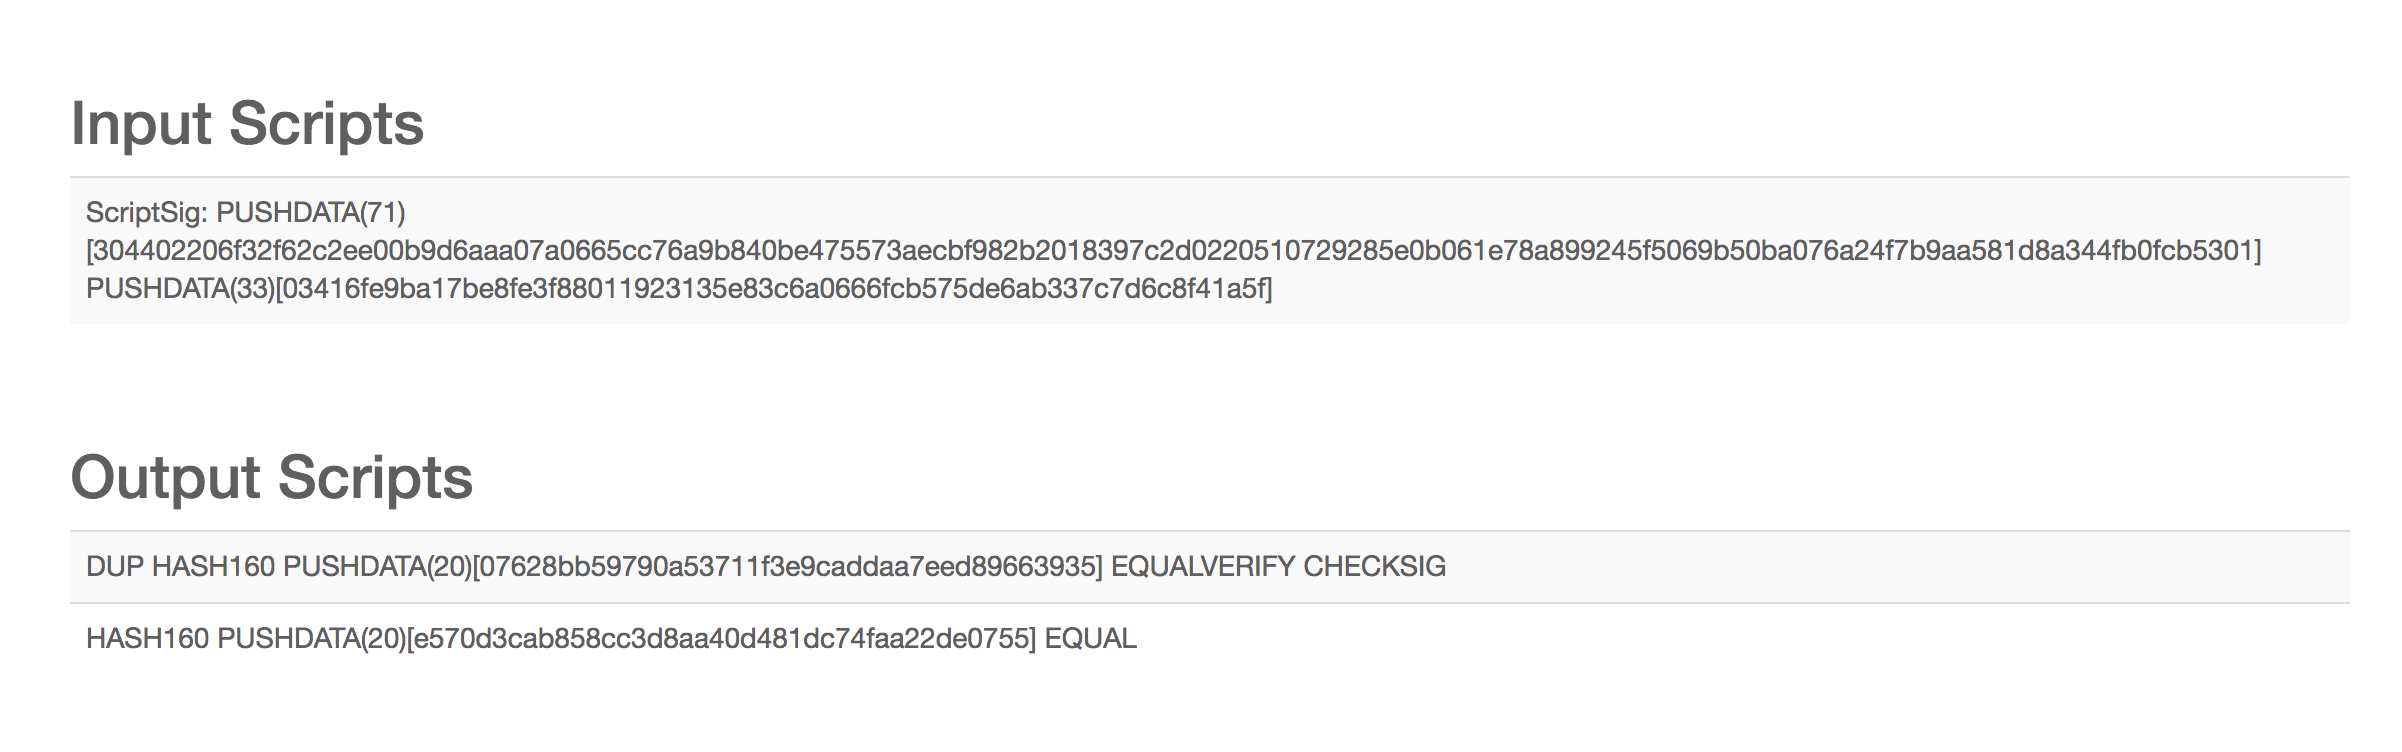 Input Scripts
ScriptSig: PUSHDATA(71)
[304402206f32f62c2ee00b9d6aaa07a0665cc76a9b840be475573aecbf982b2018397c2d0220510729285e0b061e78a899245f5069b50ba076a24f7b9aa581d8a344fb0fcb5301]
PUSHDATA(33)[03416fe9ba17be8fe3f88011923135e83c6a0666fcb575de6ab337c7d6c8f41a5f]
Output Scripts
DUP HASH160 PUSHDATA(20)[07628bb59790a53711f3e9caddaa7eed89663935] EQUALVERIFY CHECKSIG
HASH160 PUSHDATA(20)[e570d3cab858cc3d8aa40d481dc74faa22de0755] EQUAL